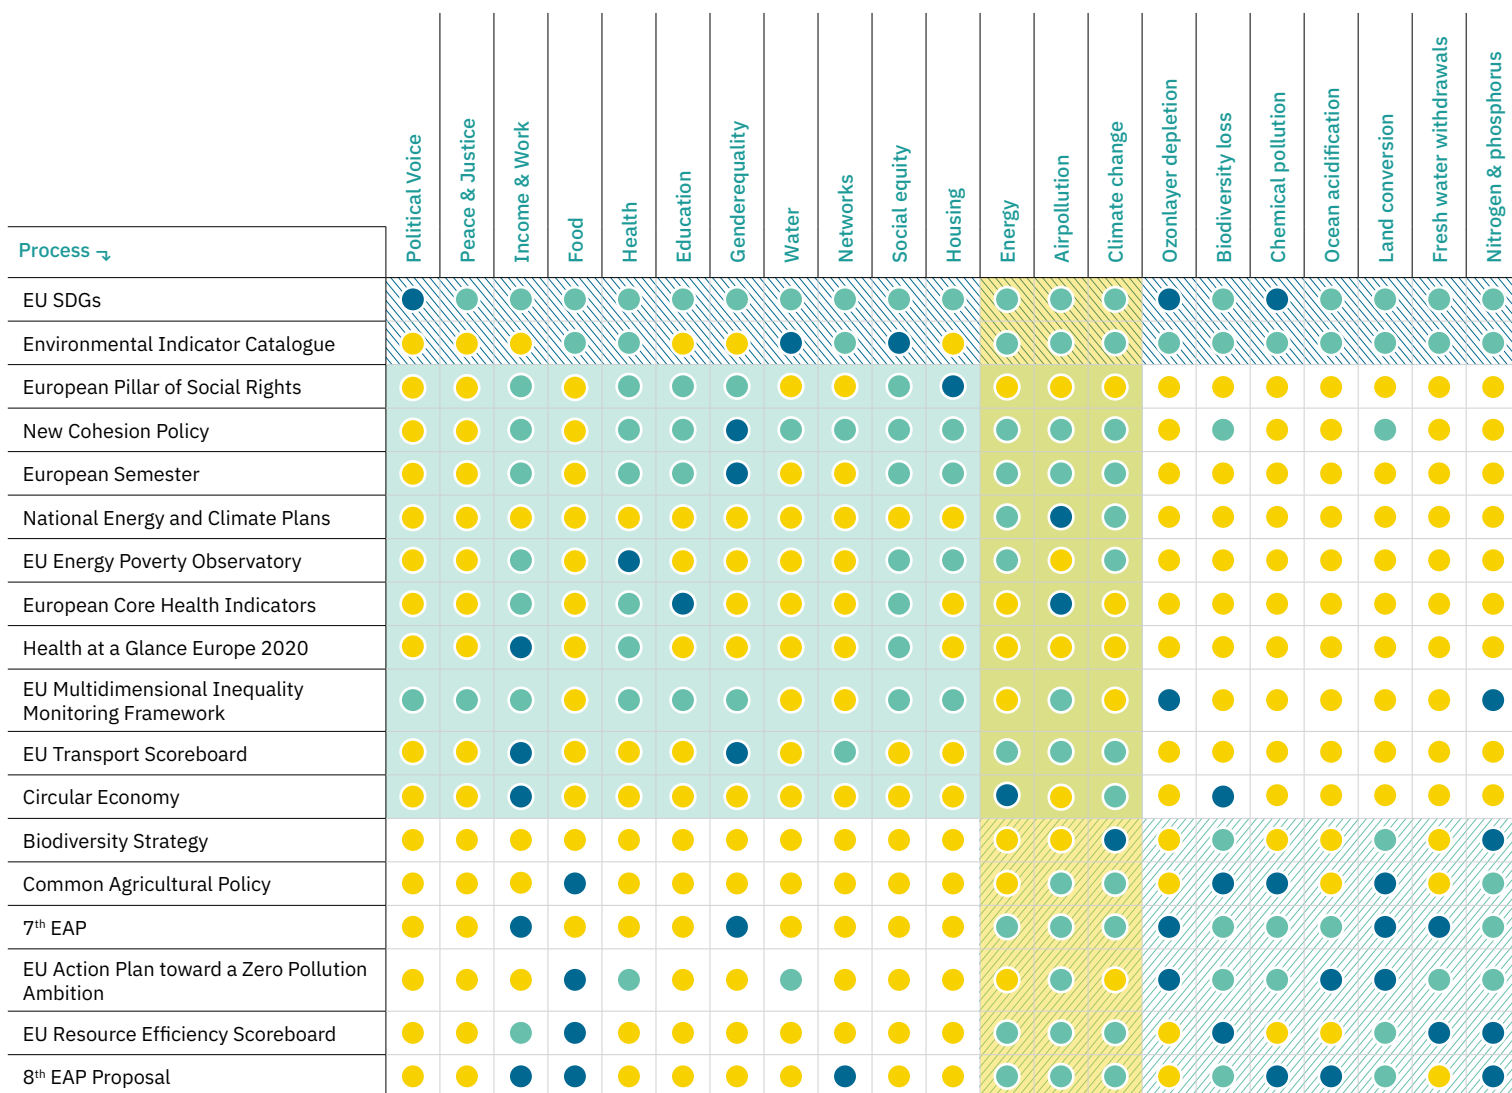 Political Voice
Peace & Justice
Income & Work
Food
Health
Education
Genderequality
Water
Networks
Social equity
Housing
Energy
Airpollution
Climate change
Ozonlayer depletion
Biodiversity loss
Chemical pollution
Ocean acidification
Land conversion
Fresh water withdrawals
Nitrogen & phosphorus
Process
EU SDGs
Environmental Indicator Catalogue
European Pillar of Social Rights
New Cohesion Policy
European Semester
National Energy and Climate Plans
EU Energy Poverty Observatory
European Core Health Indicators
Health at a Glance Europe 2020
EU Multidimensional Inequality
Monitoring Framework
EU Transport Scoreboard
Circular Economy
Biodiversity Strategy
Common Agricultural Policy
7th EAP
EU Action Plan toward a Zero Pollution
Ambition
EU Resource Efficiency Scoreboard
8th EAP Proposal